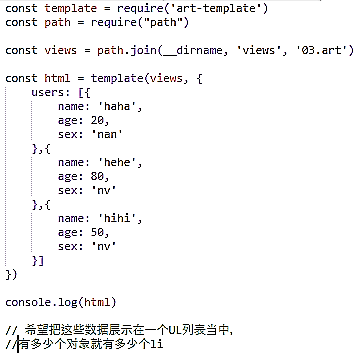 const template = require('art-template')
const path = require("path")
const views = path.join(__dirname, 'views', '03.art')
const html = template(views, {
users: [{
name: 'haha',
age: 20,
sex: 'nan'
},{
name: 'hehe',
age: 80,
sex: 'nv'
},{
name: 'hihi',
age: 50,
sex: 'nv'
}]
})
console.log(html)
// 希望把这些数据展示在一个UL列表当中,
//有多少个对象就有多少个li